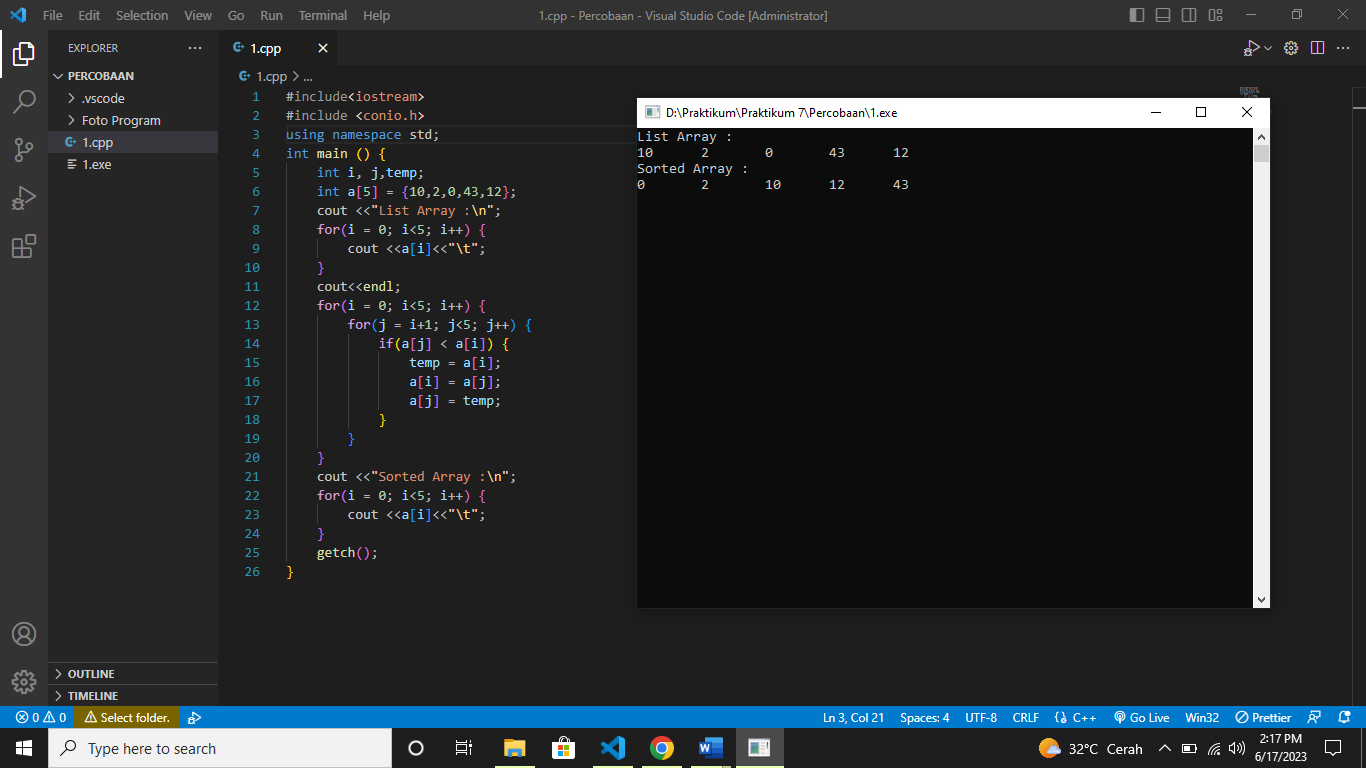 File Edit Selection View Go Run Terminal Help 1.cpp - Percobaan - Visual Studio Code [Administrator]
EXPLORER
PERCOBAAN
.vscode
Foto Program
1.cpp
1.exe
OUTLINE
TIMELINE
1.cpp
1.cpp > ...
1 #include<iostream>
2 #include <conio.h>
3 using namespace std;
4 int main () {
5 int i, j,temp;
6 int a[5] = {10,2,0,43,12};
7 cout <<"List Array :\n";
8 for(i = 0; i<5; i++) {
9 cout <<a[i]<<"\t";
10 }
11 cout<<endl;
12 for(i = 0; i<5; i++) {
13 for(j = i+1; j<5; j++) {
14 if(a[j] < a[i]) {
15 temp = a[i];
16 a[i] = a[j];
17 a[j] = temp;
18 }
19 }
20 }
21 cout <<"Sorted Array :\n";
22 for(i = 0; i<5; i++) {
23 cout <<a[i]<<"\t";
24 }
25 getch();
26 }
D:\Praktikum\Praktikum 7\Percobaan\1.exe
List Array :
10 2 0 43 12
Sorted Array :
0 2 10 12 43
0 0 Select folder. Ln 3, Col 21 Spaces: 4 UTF-8 CRLF C++ Go Live Win32 Prettier
Type here to search 32°C Cerah 2:17 PM
6/17/2023